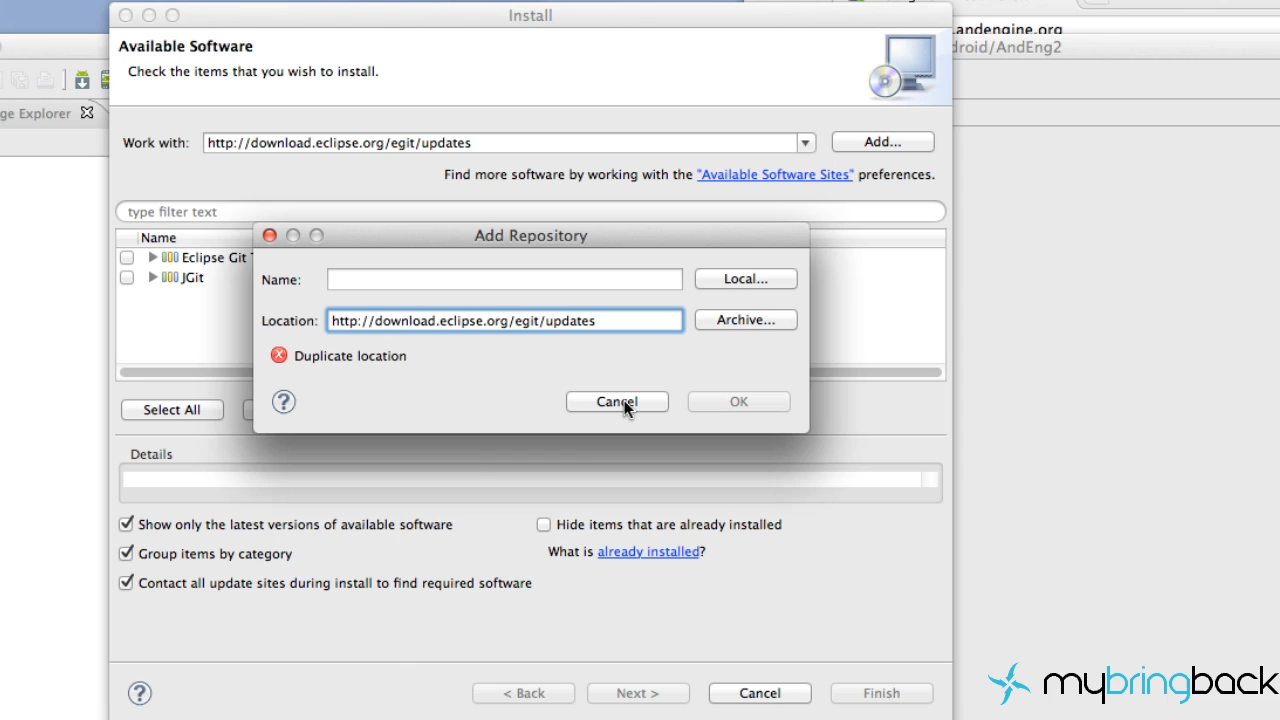 Install
andengine.org
droid/AndEng2
Available Software
Check the items that you wish to install.
ge Explorer
Work with: http://download.eclipse.org/egit/updates Add...
Find more software by working with the "Available Software Sites" preferences.
type filter text
Name
Eclipse Git T
JGit
Add Repository
Name: Local...
Location: http://download.eclipse.org/egit/updates Archive...
Duplicate location
? Cancel OK
Select All
Details
Show only the latest versions of available software
Hide items that are already installed
Group items by category
What is already installed?
Contact all update sites during install to find required software
? < Back Next > Cancel Finish
mybringback